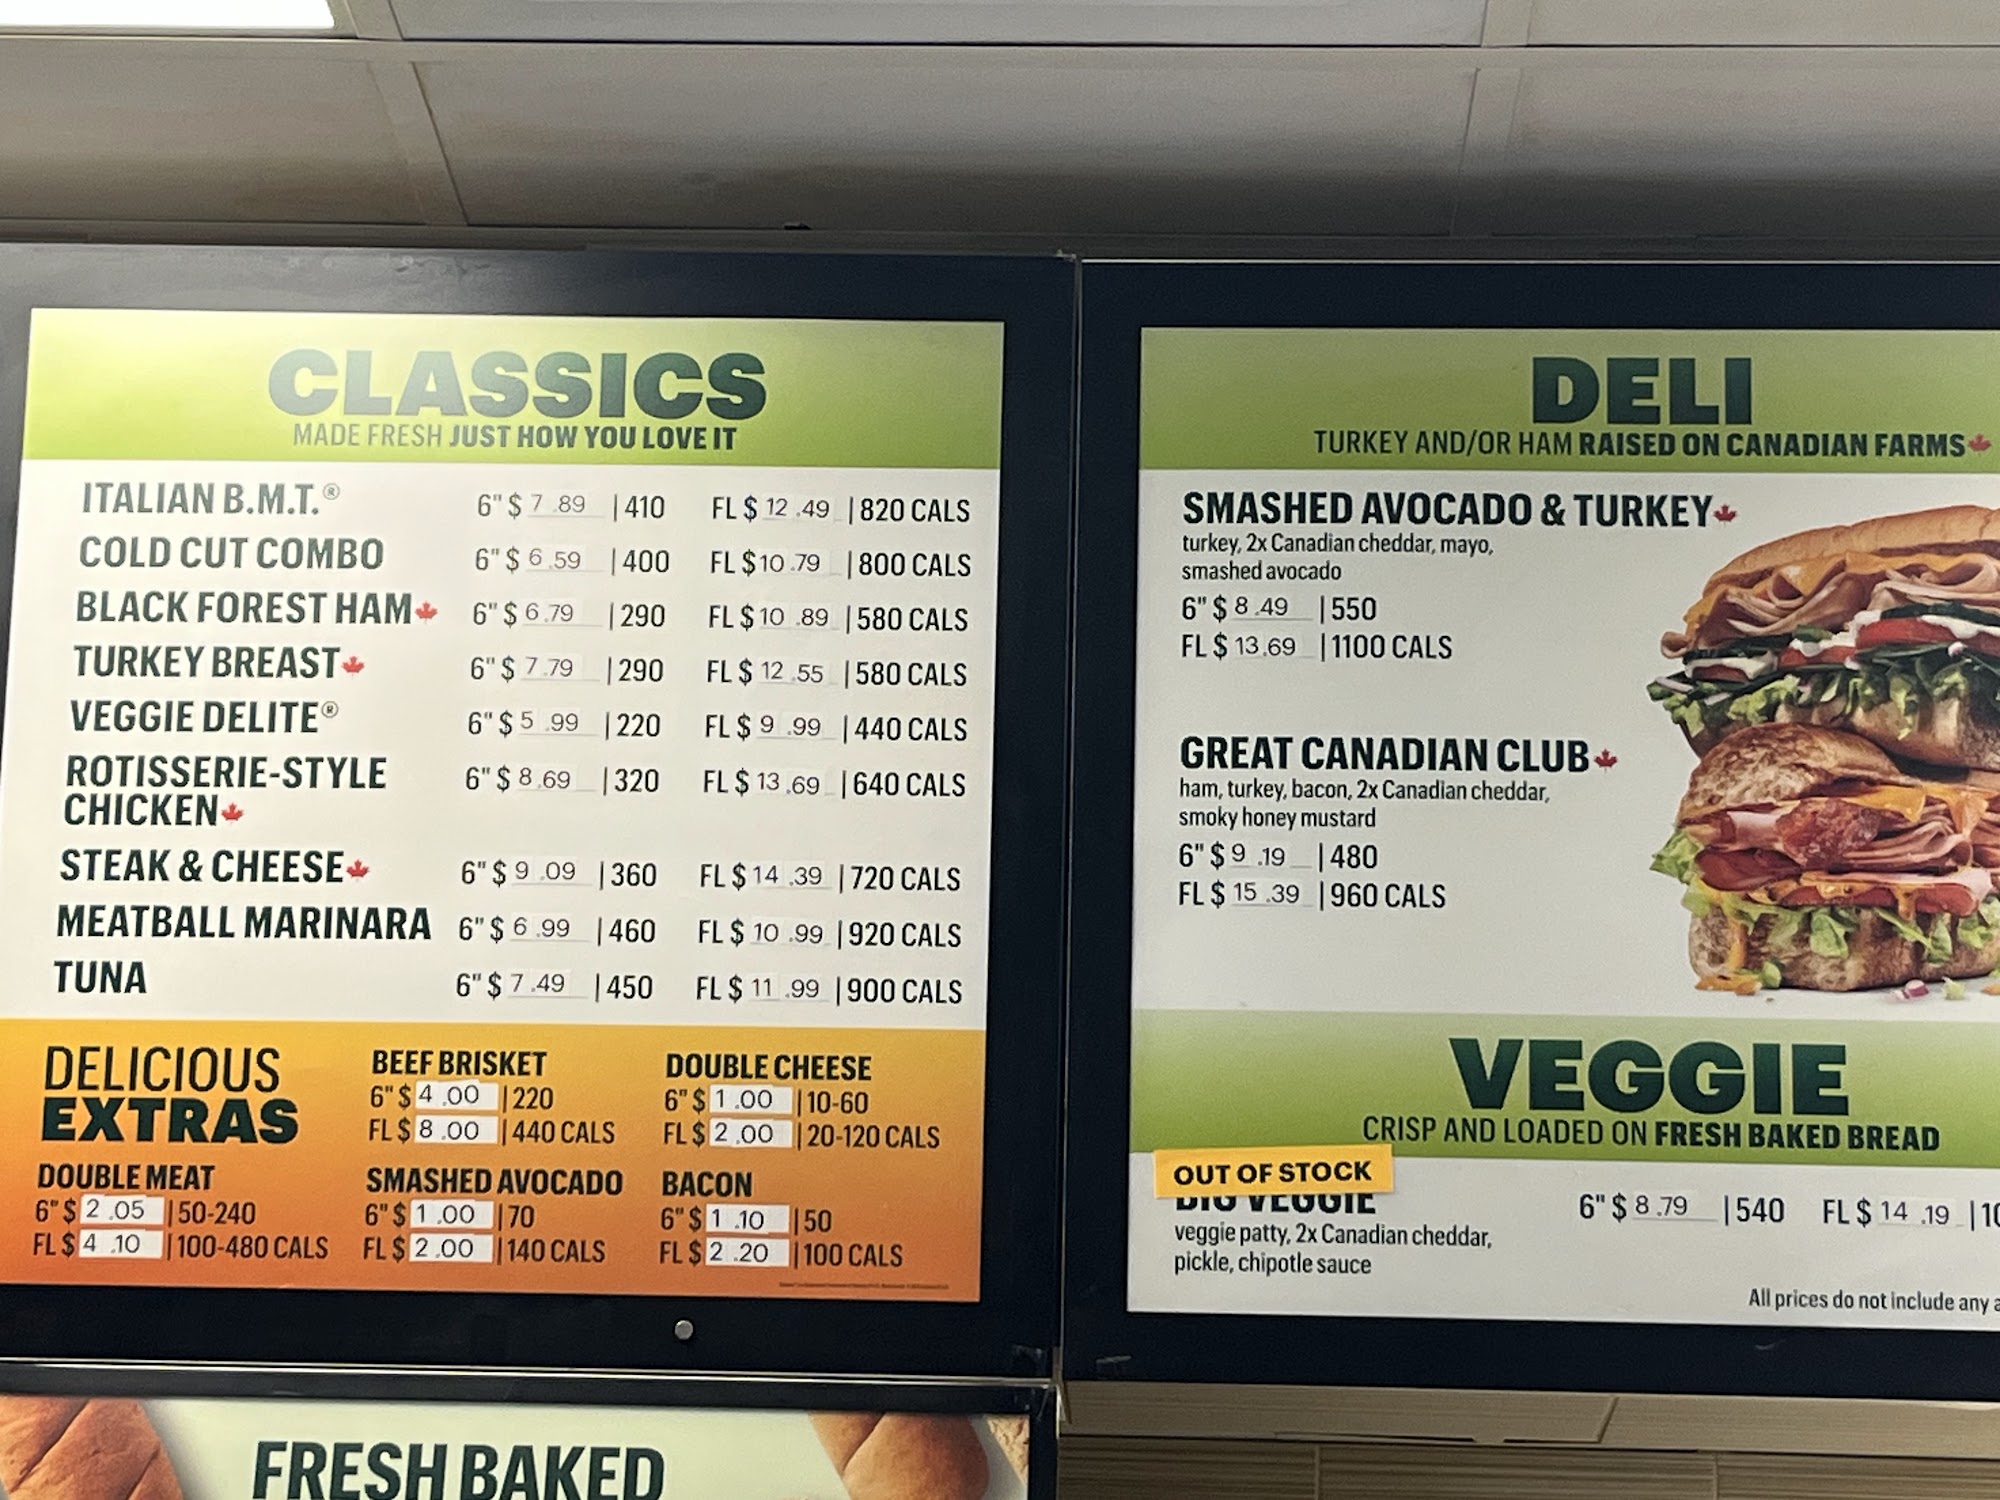 CLASSICS
MADE FRESH JUST HOW YOU LOVE IT
ITALIAN B.M.T.® 6" $ 7.89 | 410 FL $ 12.49 | 820 CALS
COLD CUT COMBO 6" $ 6.59 | 400 FL $ 10.79 | 800 CALS
BLACK FOREST HAM 6" $ 6.79 | 290 FL $ 10.89 | 580 CALS
TURKEY BREAST 6" $ 7.79 | 290 FL $ 12.55 | 580 CALS
VEGGIE DELITE® 6" $ 5.99 | 220 FL $ 9.99 | 440 CALS
ROTISSERIE-STYLE 6" $ 8.69 | 320 FL $ 13.69 | 640 CALS
CHICKEN
STEAK & CHEESE 6" $ 9.09 | 360 FL $ 14.39 | 720 CALS
MEATBALL MARINARA 6" $ 6.99 | 460 FL $ 10.99 | 920 CALS
TUNA 6" $ 7.49 | 450 FL $ 11.99 | 900 CALS
DELICIOUS
EXTRAS
BEEF BRISKET
6" $ 4.00 | 220
FL $ 8.00 | 440 CALS
DOUBLE CHEESE
6" $ 1.00 | 10-60
FL $ 2.00 | 20-120 CALS
DOUBLE MEAT
6" $ 2.05 | 50-240
FL $ 4.10 | 100-480 CALS
SMASHED AVOCADO
6" $ 1.00 | 70
FL $ 2.00 | 140 CALS
BACON
6" $ 1.10 | 50
FL $ 2.20 | 100 CALS
FRESH BAKED
DELI
TURKEY AND/OR HAM RAISED ON CANADIAN FARMS
SMASHED AVOCADO & TURKEY
turkey, 2x Canadian cheddar, mayo,
smashed avocado
6" $ 8.49 | 550
FL $ 13.69 | 1100 CALS
GREAT CANADIAN CLUB
ham, turkey, bacon, 2x Canadian cheddar,
smoky honey mustard
6" $ 9.19 | 480
FL $ 15.39 | 960 CALS
VEGGIE
CRISP AND LOADED ON FRESH BAKED BREAD
OUT OF STOCK
BIG VEGGIE 6" $ 8.79 | 540 FL $ 14.19 | 10
veggie patty, 2x Canadian cheddar,
pickle, chipotle sauce
All prices do not include any